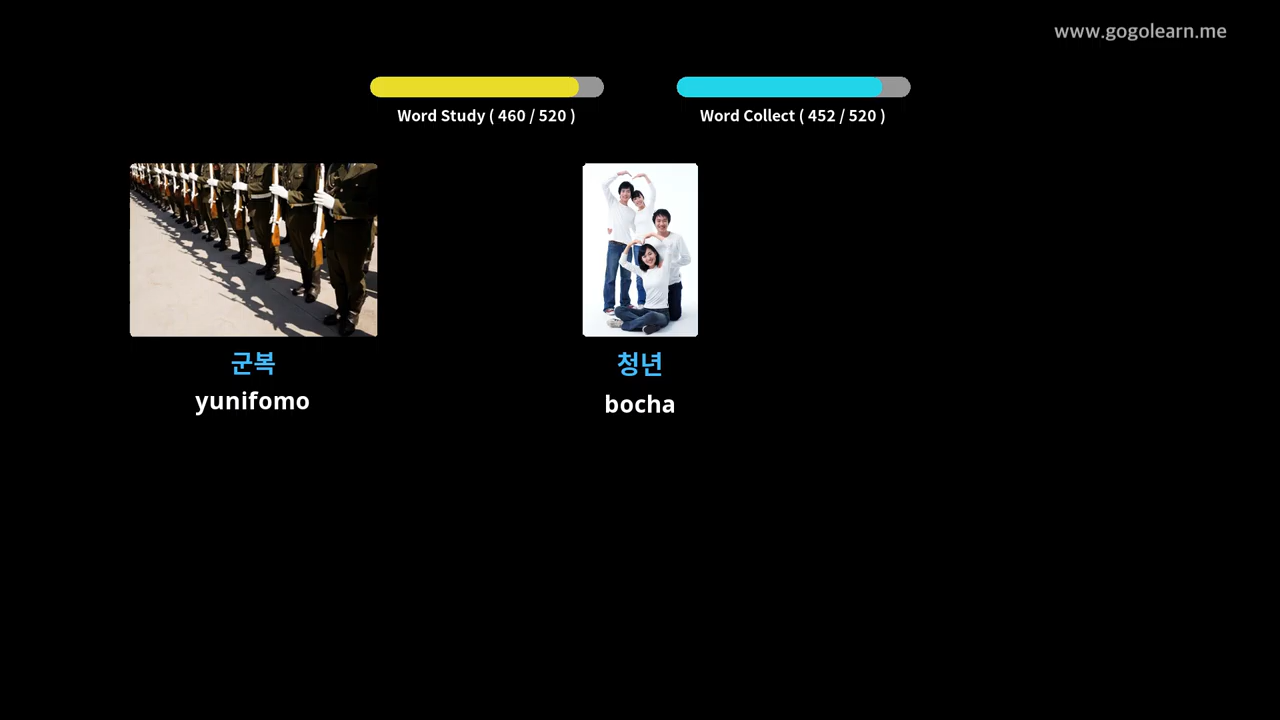 www.gogolearn.me
Word Study ( 460 / 520 )
Word Collect ( 452 / 520 )
군복
yunifomo
청년
bocha